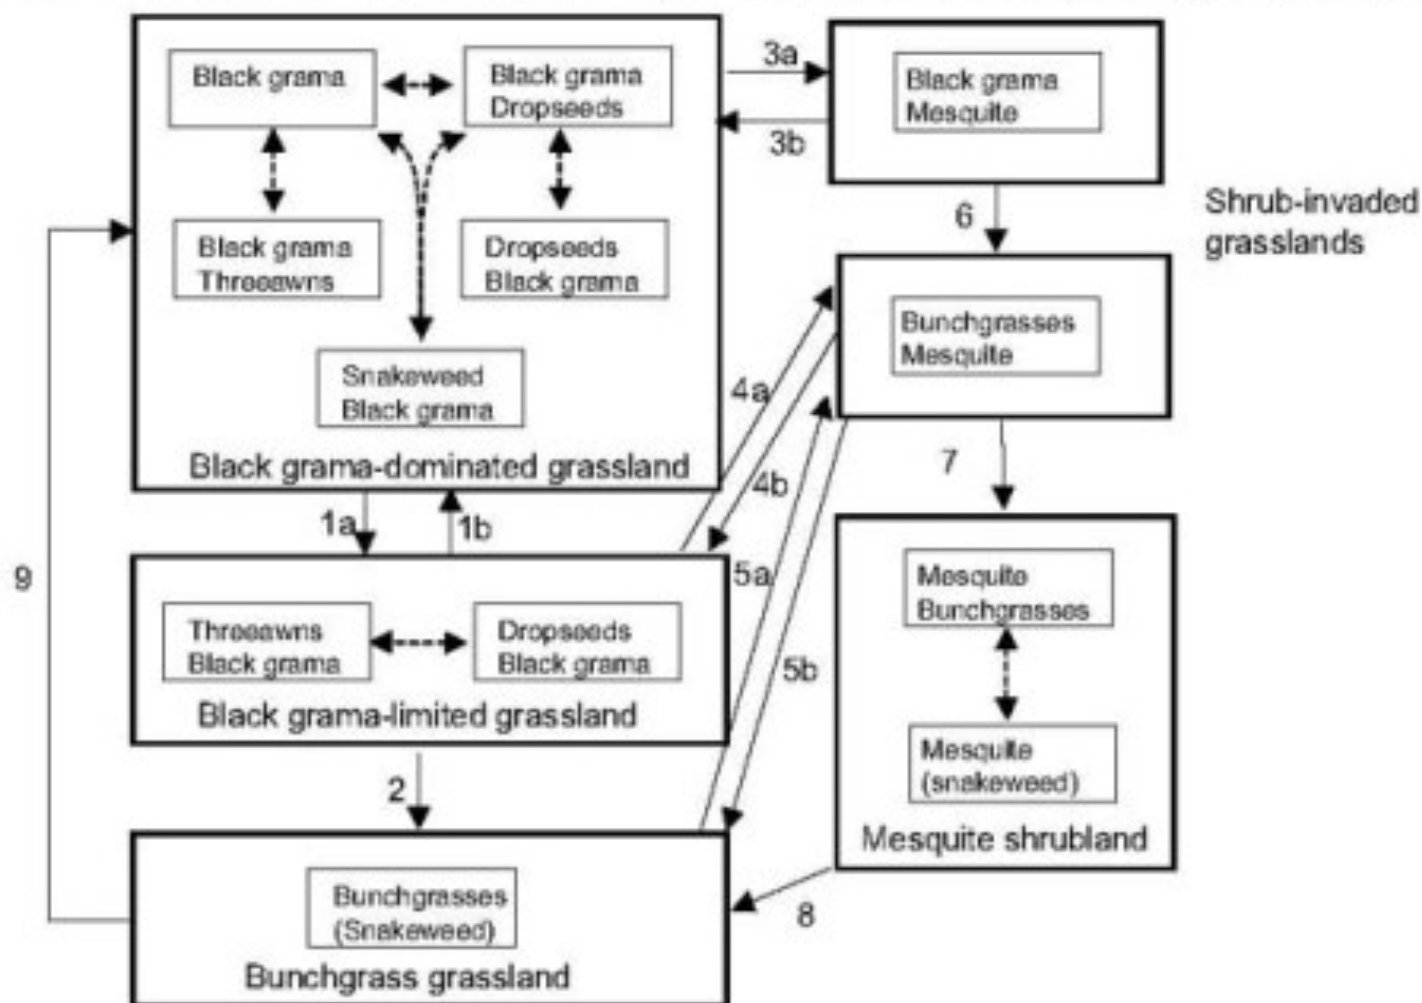 Black grama
Black grama
Dropseeds
Black grama
Threeawns
Dropseeds
Black grama
Snakeweed
Black grama
Black grama-dominated grassland
3a
3b
Black grama
Mesquite
6
Shrub-invaded
grasslands
Bunchgrasses
Mesquite
4a
4b
7
1a
1b
9
5a
5b
Threeawns
Black grama
Dropseeds
Black grama
Black grama-limited grassland
Mesquite
Bunchgrasses
Mesquite
(snakeweed)
Mesquite shrubland
2
8
Bunchgrasses
(Snakeweed)
Bunchgrass grassland